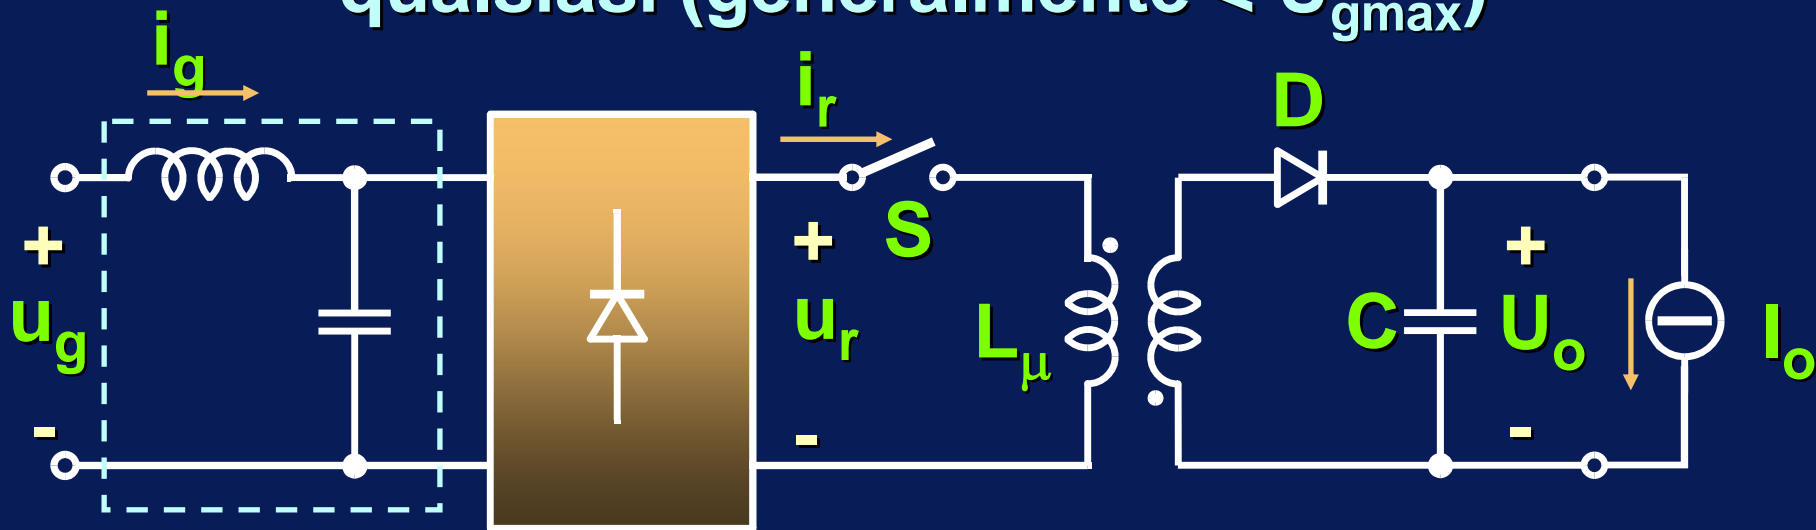 qualsiasi (generalmente < Ugmax)
ig
ir
D
S
+
+
+
ug
ur
Lμ
C
Uo
Io
-
-
-